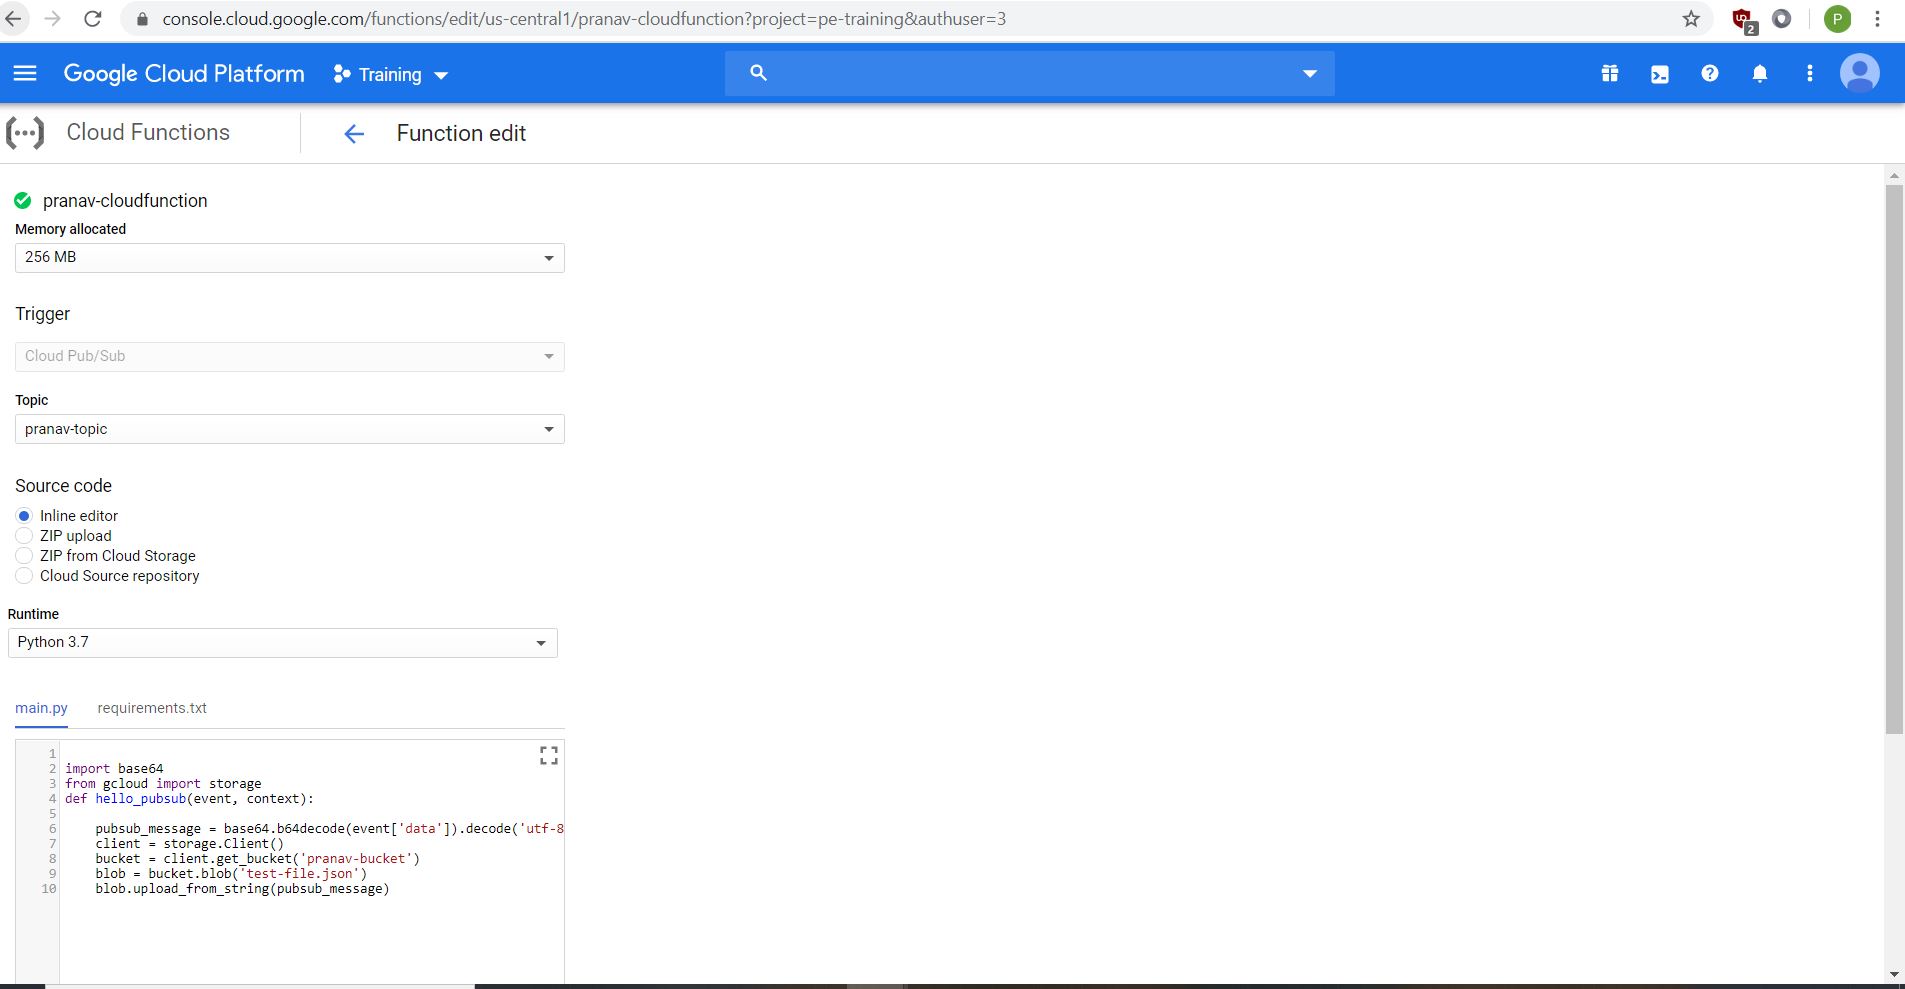 console.cloud.google.com/functions/edit/us-central1/pranav-cloudfunction?project=pe-training&authuser=3
2
P
Google Cloud Platform
Training
Cloud Functions
Function edit
pranav-cloudfunction
Memory allocated
256 MB
Trigger
Cloud Pub/Sub
Topic
pranav-topic
Source code
Inline editor
ZIP upload
ZIP from Cloud Storage
Cloud Source repository
Runtime
Python 3.7
main.py requirements.txt
1
2 import base64
3 from gcloud import storage
4 def hello_pubsub(event, context):
5
6 pubsub_message = base64.b64decode(event['data']).decode('utf-8
7 client = storage.Client()
8 bucket = client.get_bucket('pranav-bucket')
9 blob = bucket.blob('test-file.json')
10 blob.upload_from_string(pubsub_message)